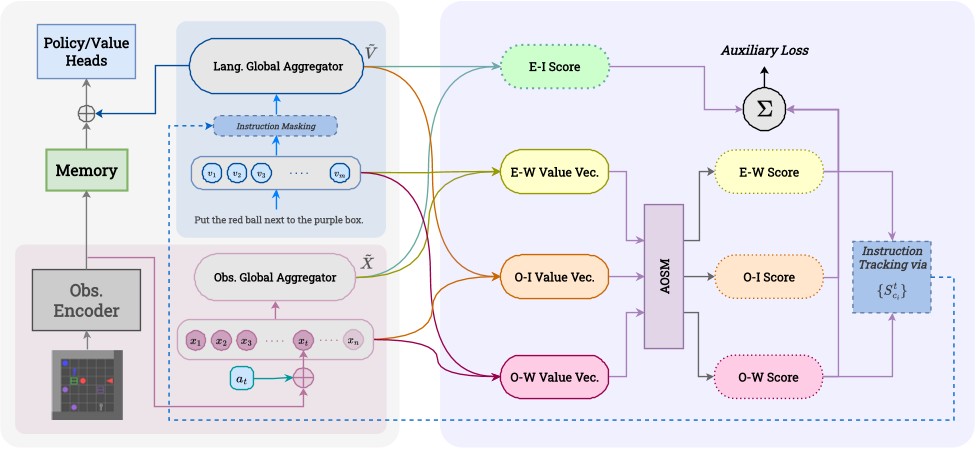 Policy/Value
Heads
Memory
Obs.
Encoder
Lang. Global Aggregator
Ṽ
Instruction Masking
v₁ v₂ v₃ ···· vₘ
Put the red ball next to the purple box.
Obs. Global Aggregator
X̃
x₁ x₂ x₃ ···· xₜ ···· xₙ
aₜ
E-I Score
E-W Value Vec.
O-I Value Vec.
O-W Value Vec.
AOSM
Auxiliary Loss
Σ
E-W Score
O-I Score
O-W Score
Instruction
Tracking via
{Sᵗ_cᵢ}